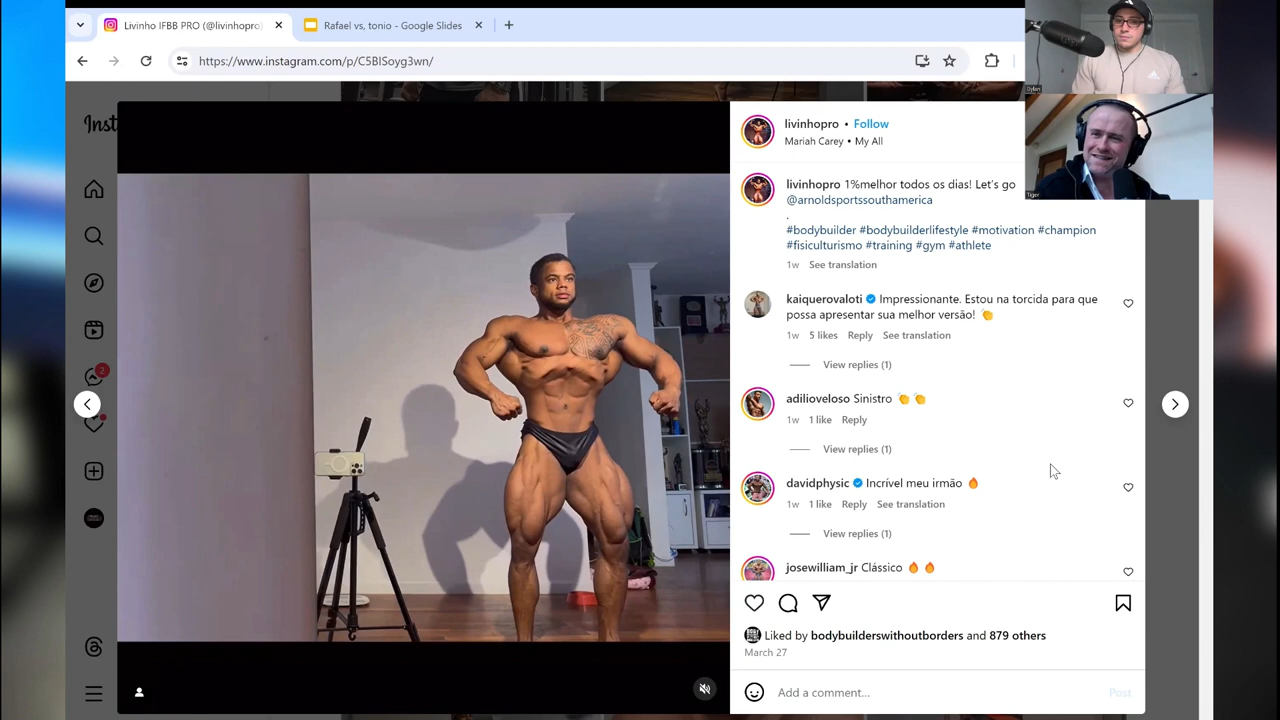 Livinho IFBB PRO (@livinhopro)
Rafael vs, tonio - Google Slides
https://www.instagram.com/p/C5BlSoyg3wn/
Dylan
Inst
livinhopro • Follow
Mariah Carey • My All
Tiger
livinhopro 1%melhor todos os dias! Let's go
@arnoldsportssouthamerica
.
#bodybuilder #bodybuilderlifestyle #motivation #champion
#fisiculturismo #training #gym #athlete
1w See translation
kaiquerovaloti Impressionante. Estou na torcida para que
possa apresentar sua melhor versão! 👏
1w 5 likes Reply See translation
View replies (1)
2
adilioveloso Sinistro 👏 👏
1w 1 like Reply
View replies (1)
davidphysic Incrível meu irmão 🔥
1w 1 like Reply See translation
View replies (1)
josewilliam_jr Clássico 🔥 🔥
Liked by bodybuilderswithoutborders and 879 others
March 27
Add a comment...
Post